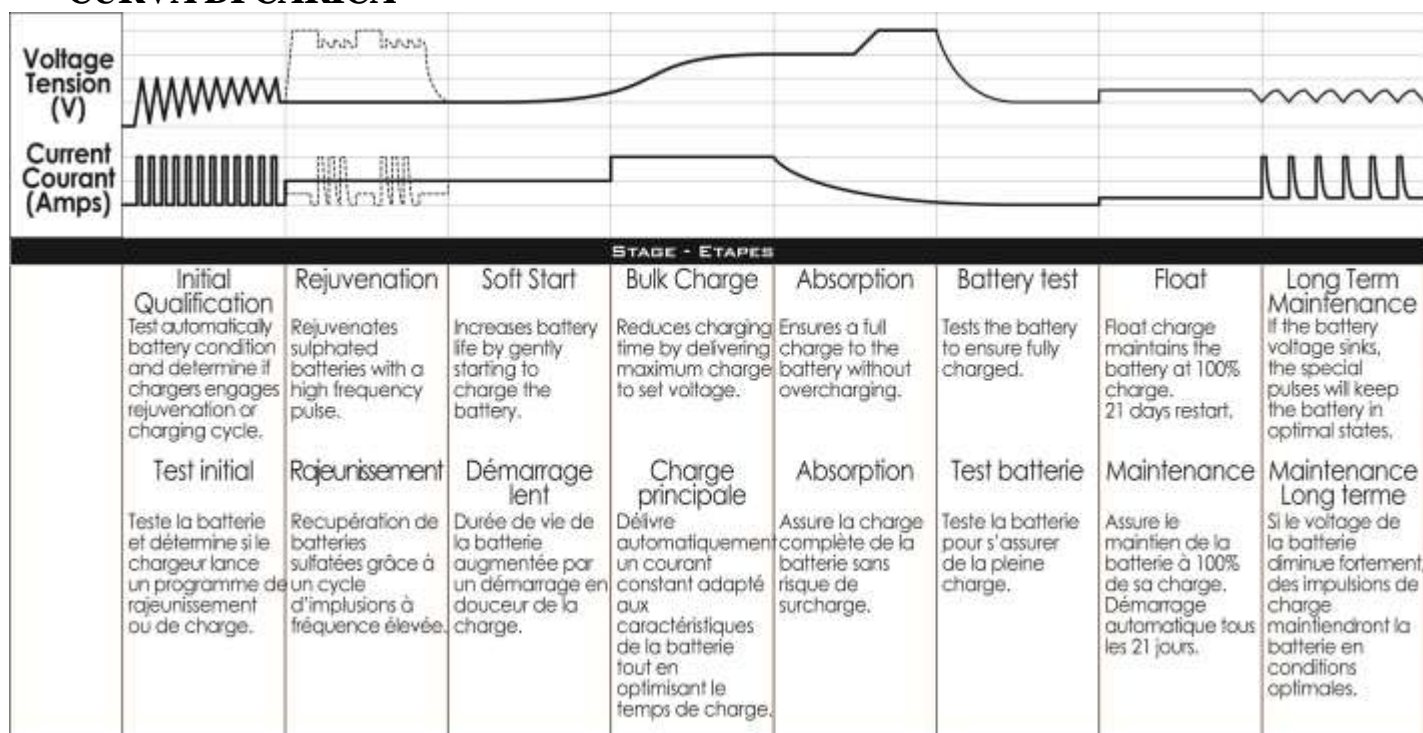 CURVA DI CARICA
Voltage
Tension
(V)
Current
Courant
(Amps)
STAGE - ETAPES
Initial
Qualification
Test automatically
battery condition
and determine if
chargers engages
rejuvenation or
charging cycle.
Rejuvenation
Rejuvenates
sulphated
batteries with a
high frequency
pulse.
Soft Start
Increases battery
life by gently
starting to
charge the
battery.
Bulk Charge
Reduces charging
time by delivering
maximum charge
to set voltage.
Absorption
Ensures a full
charge to the
battery without
overcharging.
Battery test
Tests the battery
to ensure fully
charged.
Float
Float charge
maintains the
battery at 100%
charge.
21 days restart.
Long Term
Maintenance
If the battery
voltage sinks,
the special
pulses will keep
the battery in
optimal states.
Test initial
Teste la batterie
et détermine si le
chargeur lance
un programme de
rajeunissement
ou de charge.
Rajeunissement
Recupération de
batteries
sulfatées grâce à
un cycle
d'implusions à
fréquence élevée.
Démarrage
lent
Durée de vie de
la batterie
augmentée par
un démarrage en
douceur de la
charge.
Charge
principale
Délivre
automatiquement
un courant
constant adapté
aux
caractéristiques
de la batterie
tout en
optimisant le
temps de charge.
Absorption
Assure la charge
complète de la
batterie sans
risque de
surcharge.
Test batterie
Teste la batterie
pour s'assurer
de la pleine
charge.
Maintenance
Assure le
maintien de la
batterie à 100%
de sa charge.
Démarrage
automatique tous
les 21 jours.
Maintenance
Long terme
Si le voltage de
la batterie
diminue fortement,
des impulsions de
charge
maintiendront la
batterie en
conditions
optimales.